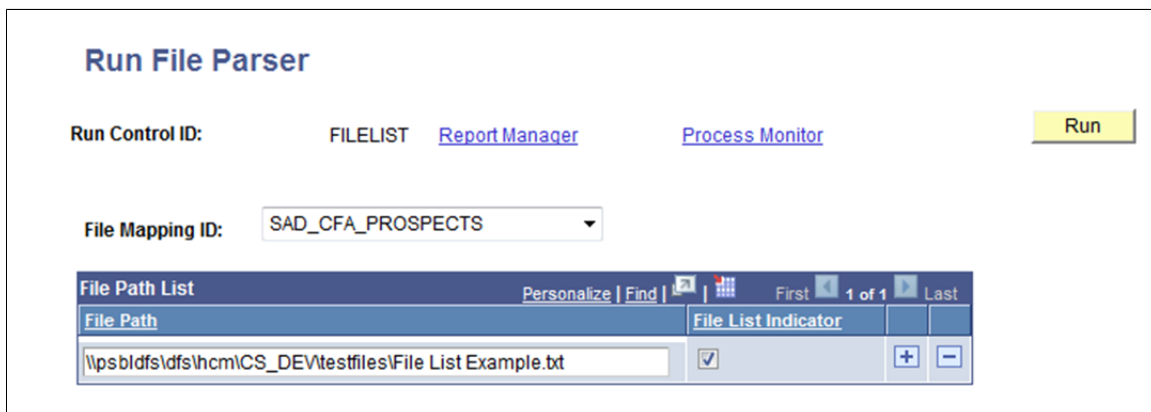 Run File Parser
Run Control ID: FILELIST Report Manager Process Monitor Run
File Mapping ID: SAD_CFA_PROSPECTS
File Path List Personalize | Find | | First 1 of 1 Last
File Path File List Indicator
\\psbldfs\dfs\hcm\CS_DEV\testfiles\File List Example.txt